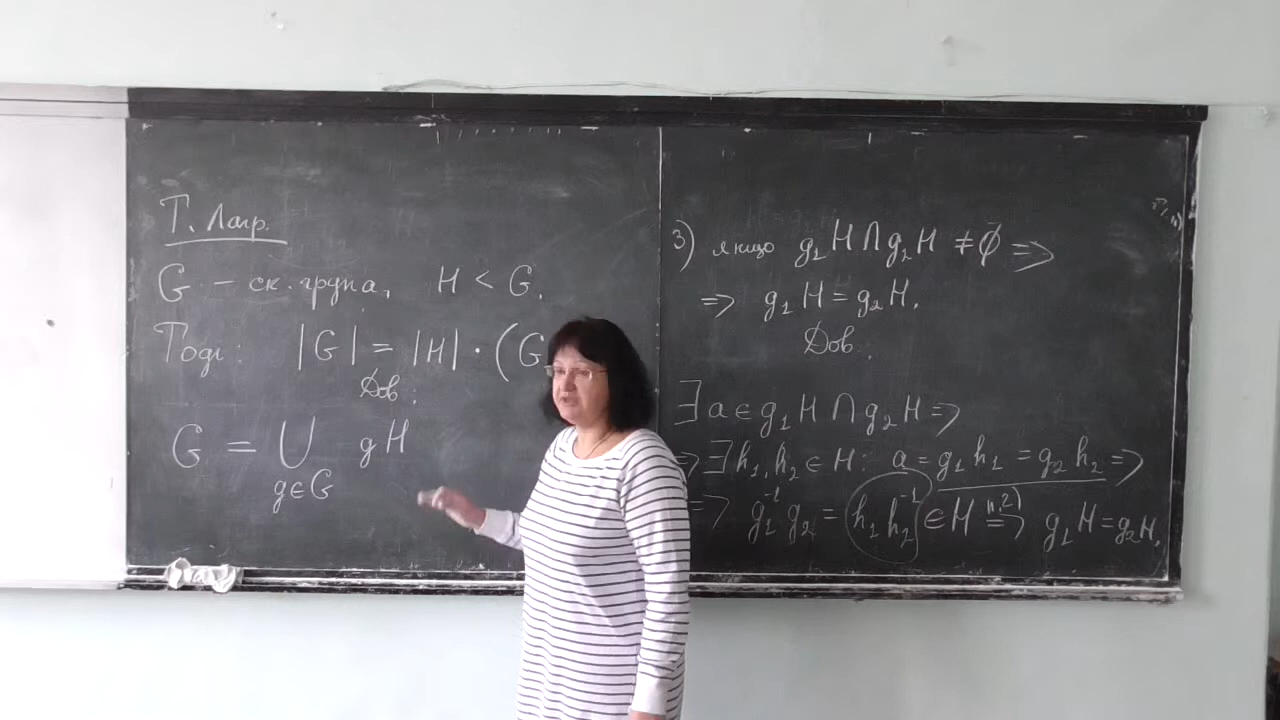 Т. Лагр.
G – ск. група, H < G.
Тоді: |G| = |H| · (G
Дов:
G = ⋃ gH
g∈G
3) якщо g₁H ⋂ g₂H ≠ ∅ =>
=> g₁H = g₂H.
Дов.
∃ a ∈ g₁H ⋂ g₂H =>
=> ∃ h₁, h₂ ∈ H: a = g₁h₁ = g₂h₂ =>
=> g₁⁻¹g₂ = h₁h₂⁻¹ ∈ H п.2) => g₁H = g₂H.